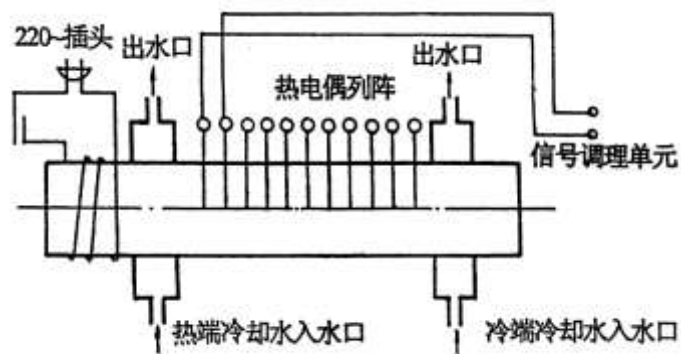 220~插头
出水口
热电偶列阵
出水口
信号调理单元
热端冷却水入水口
冷端冷却水入水口